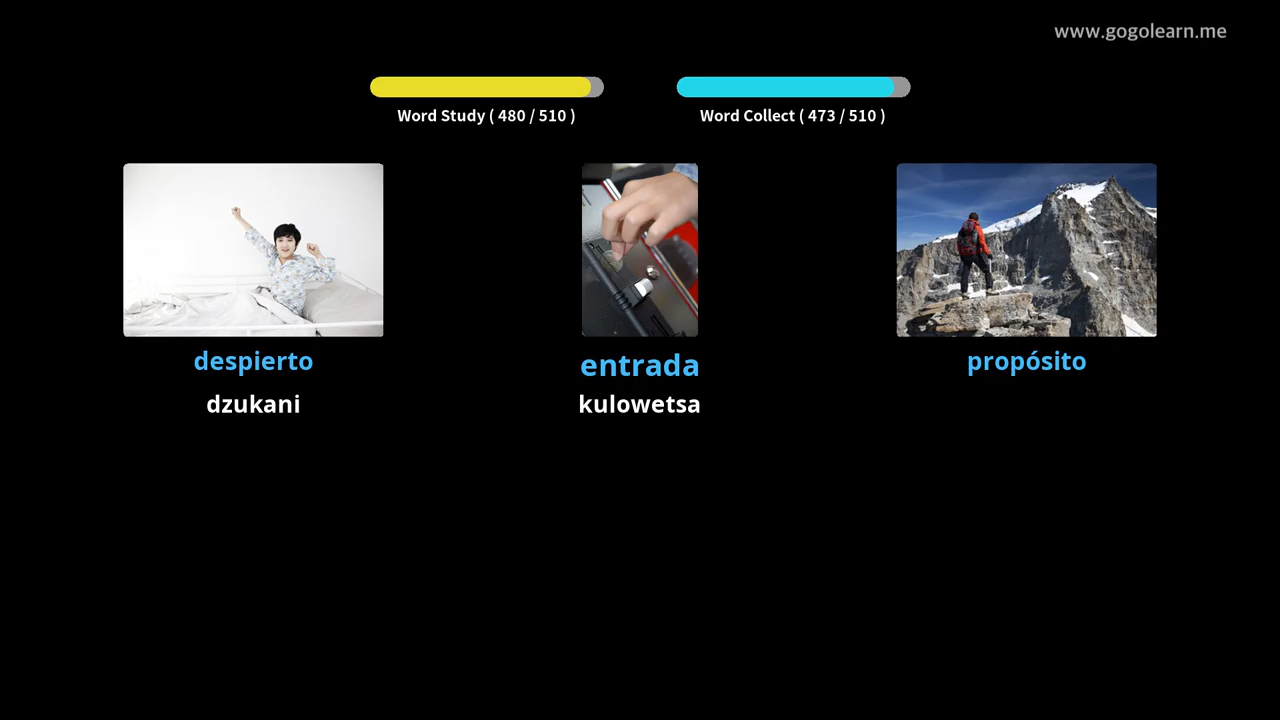 www.gogolearn.me
Word Study ( 480 / 510 )
Word Collect ( 473 / 510 )
despierto
dzukani
entrada
kulowetsa
propósito